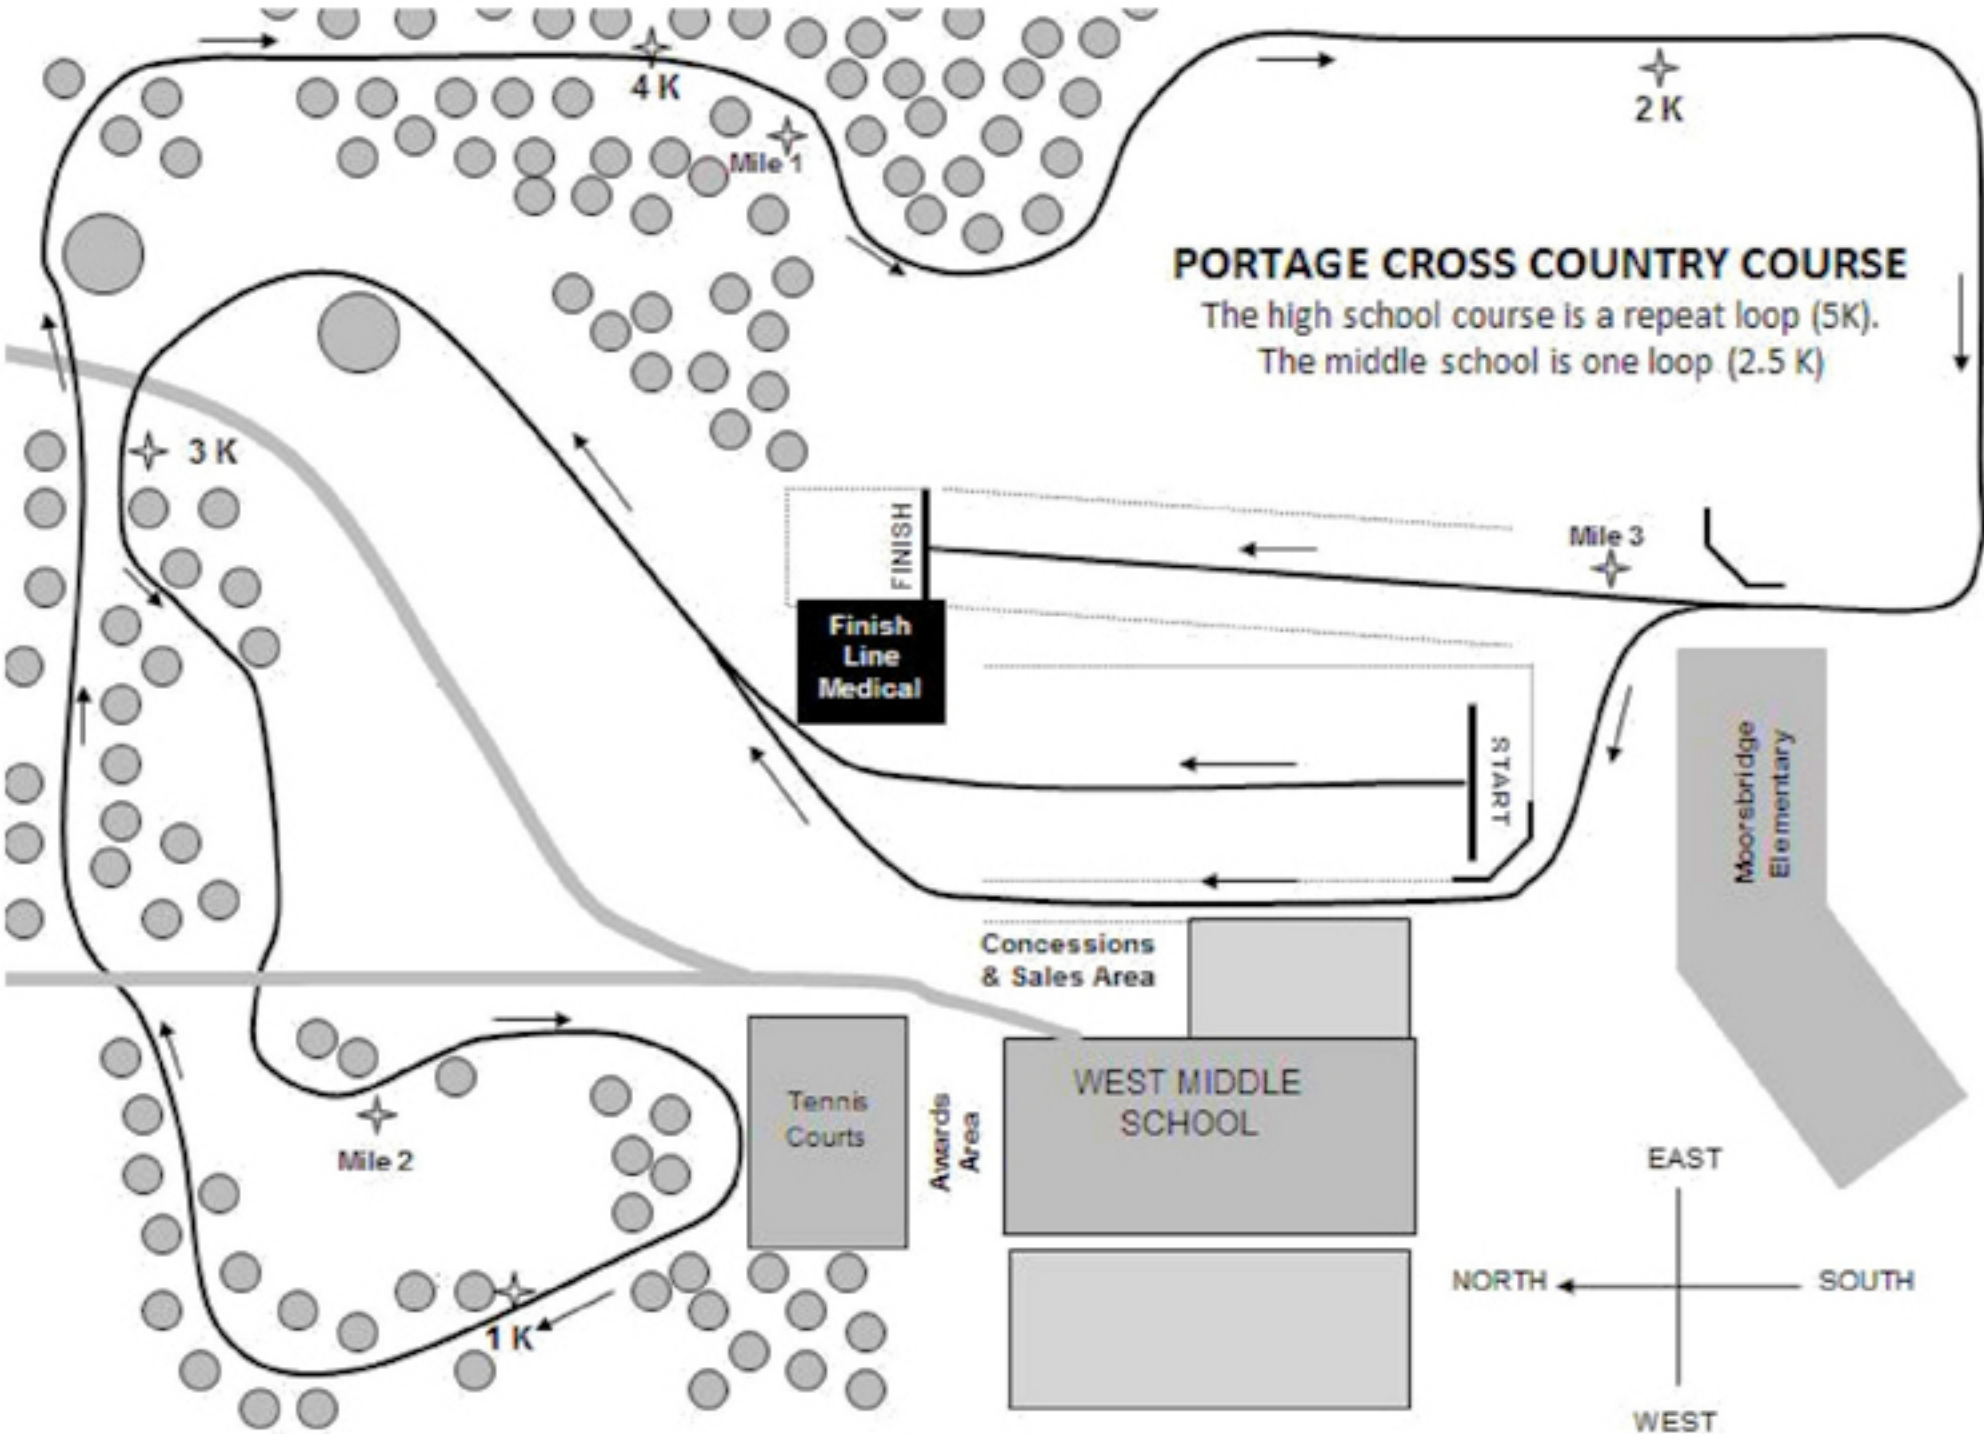 4 K
Mile 1
2 K
PORTAGE CROSS COUNTRY COURSE
The high school course is a repeat loop (5K).
The middle school is one loop (2.5 K)
3 K
FINISH
Mile 3
Finish
Line
Medical
START
Moorsbridge
Elementary
Concessions
& Sales Area
Tennis
Courts
Awards
Area
WEST MIDDLE
SCHOOL
Mile 2
1 K
EAST
NORTH
SOUTH
WEST